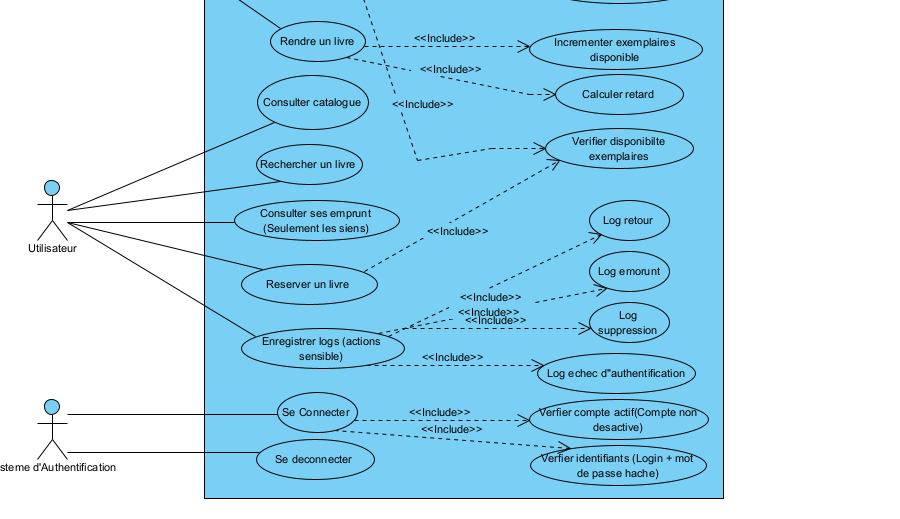 Rendre un livre
<<Include>>
Incrementer exemplaires
disponible
<<Include>>
Calculer retard
Consulter catalogue
<<Include>>
Verifier disponibilte
exemplaires
Rechercher un livre
Consulter ses emprunt
(Seulement les siens)
Log retour
<<Include>>
Utilisateur
Reserver un livre
Log emorunt
<<Include>>
<<Include>>
<<Include>>
Log
suppression
Enregistrer logs (actions
sensible)
<<Include>>
Log echec d"authentification
Se Connecter
<<Include>>
Verfier compte actif(Compte non
desactive)
<<Include>>
Se deconnecter
Verfier identifiants (Login + mot
de passe hache)
steme d'Authentification